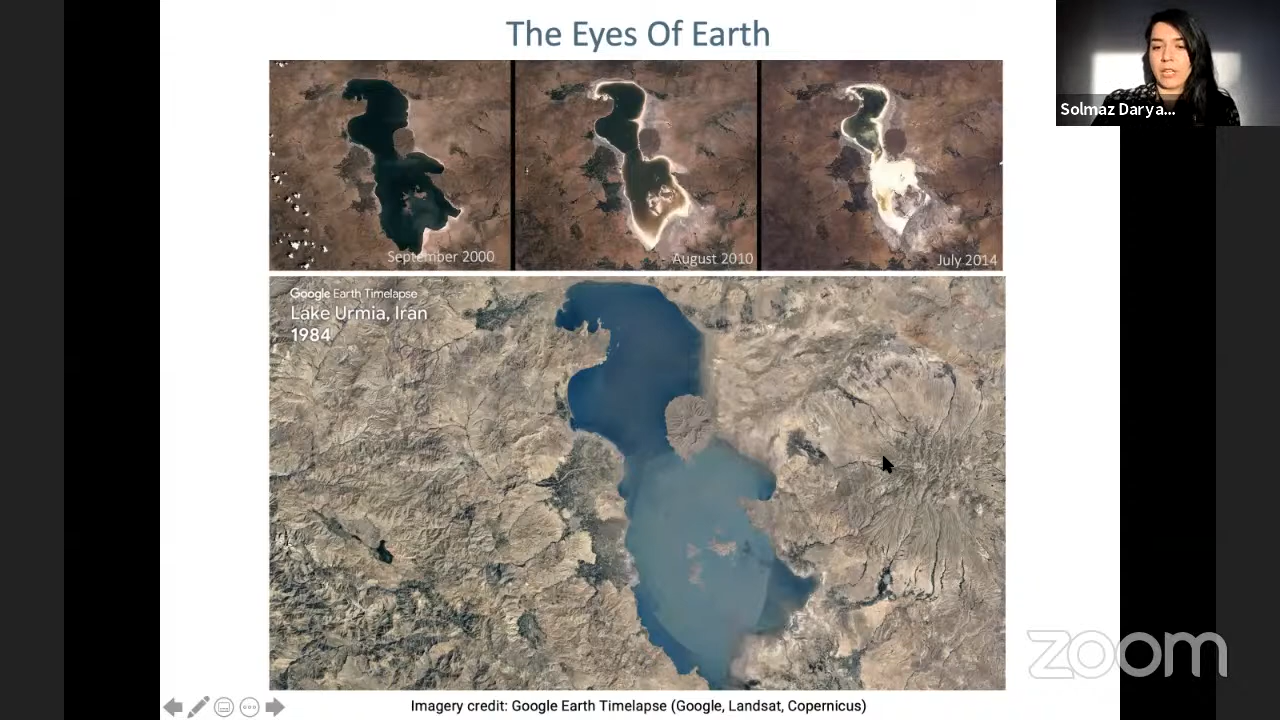 The Eyes Of Earth
Solmaz Darya...
September 2000
August 2010
July 2014
Google Earth Timelapse
Lake Urmia, Iran
1984
zoom
Imagery credit: Google Earth Timelapse (Google, Landsat, Copernicus)